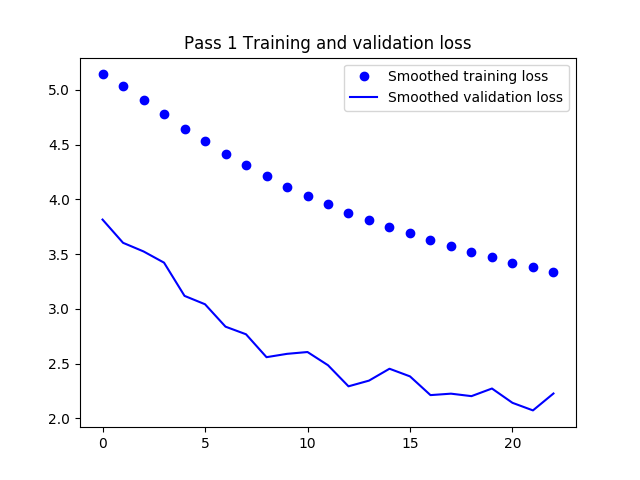 Pass 1 Training and validation loss
Smoothed training loss
Smoothed validation loss
5.0
4.5
4.0
3.5
3.0
2.5
2.0
0 5 10 15 20